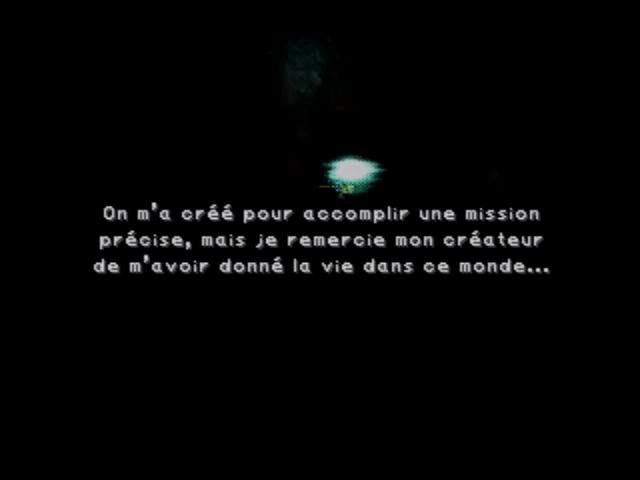 On m'a créé pour accomplir une mission
précise, mais je remercie mon créateur
de m'avoir donné la vie dans ce monde...